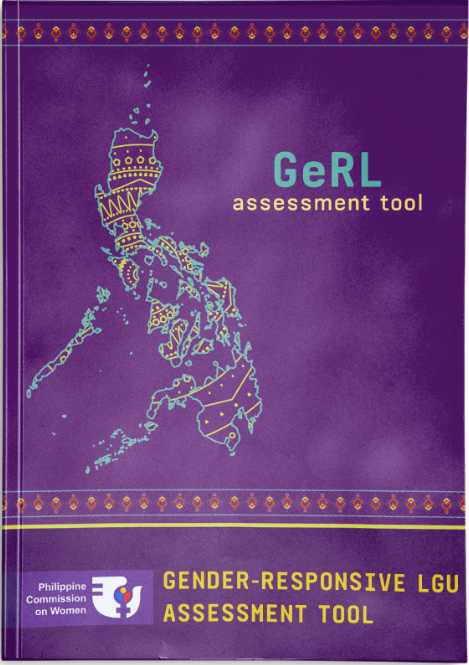 GeRL
assessment tool
Philippine
Commission
on Women
GENDER-RESPONSIVE LGU
ASSESSMENT TOOL